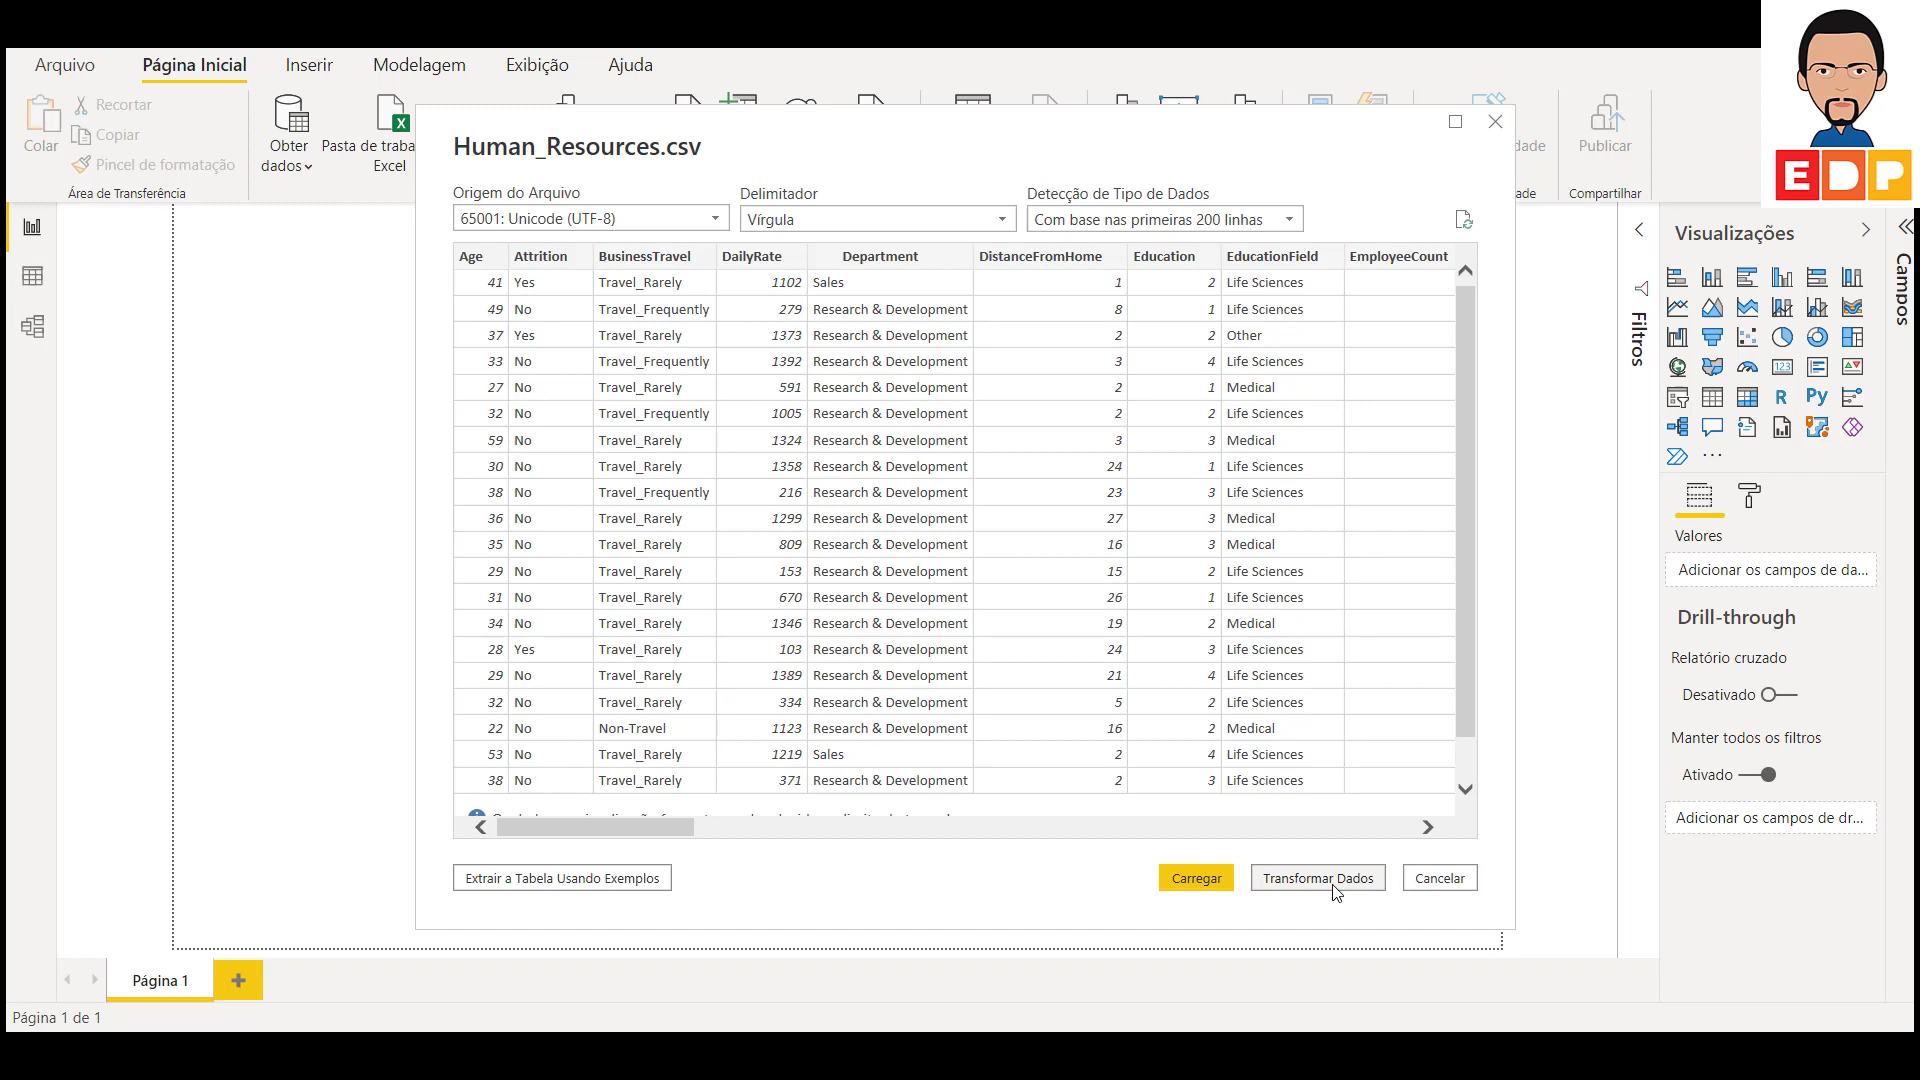 Arquivo Página Inicial Inserir Modelagem Exibição Ajuda
Colar
Recortar
Copiar
Pincel de formatação
Área de Transferência
Obter
dados
Pasta de traba
Excel
dade
ade
Publicar
Compartilhar
EDP
Human_Resources.csv
Origem do Arquivo Delimitador Detecção de Tipo de Dados
65001: Unicode (UTF-8) Vírgula Com base nas primeiras 200 linhas
Age Attrition BusinessTravel DailyRate Department DistanceFromHome Education EducationField EmployeeCount
41 Yes Travel_Rarely 1102 Sales 1 2 Life Sciences
49 No Travel_Frequently 279 Research & Development 8 1 Life Sciences
37 Yes Travel_Rarely 1373 Research & Development 2 2 Other
33 No Travel_Frequently 1392 Research & Development 3 4 Life Sciences
27 No Travel_Rarely 591 Research & Development 2 1 Medical
32 No Travel_Frequently 1005 Research & Development 2 2 Life Sciences
59 No Travel_Rarely 1324 Research & Development 3 3 Medical
30 No Travel_Rarely 1358 Research & Development 24 1 Life Sciences
38 No Travel_Frequently 216 Research & Development 23 3 Life Sciences
36 No Travel_Rarely 1299 Research & Development 27 3 Medical
35 No Travel_Rarely 809 Research & Development 16 3 Medical
29 No Travel_Rarely 153 Research & Development 15 2 Life Sciences
31 No Travel_Rarely 670 Research & Development 26 1 Life Sciences
34 No Travel_Rarely 1346 Research & Development 19 2 Medical
28 Yes Travel_Rarely 103 Research & Development 24 3 Life Sciences
29 No Travel_Rarely 1389 Research & Development 21 4 Life Sciences
32 No Travel_Rarely 334 Research & Development 5 2 Life Sciences
22 No Non-Travel 1123 Research & Development 16 2 Medical
53 No Travel_Rarely 1219 Sales 2 4 Life Sciences
38 No Travel_Rarely 371 Research & Development 2 3 Life Sciences
Extrair a Tabela Usando Exemplos Carregar Transformar Dados Cancelar
Filtros
Visualizações
123
R Py
Valores
Adicionar os campos de da...
Drill-through
Relatório cruzado
Desativado
Manter todos os filtros
Ativado
Adicionar os campos de dr...
Campos
Página 1
Página 1 de 1